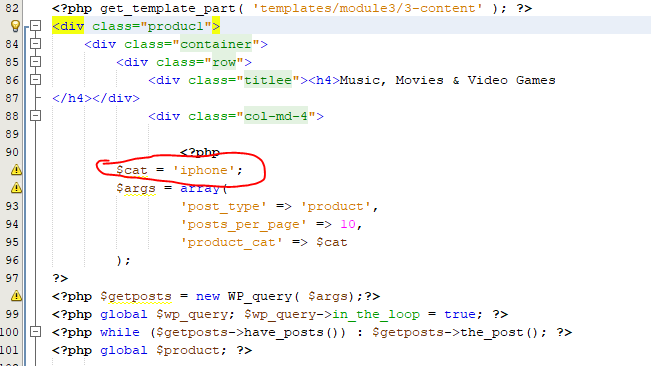 82 <?php get_template_part( 'templates/module3/3-content' ); ?>
<div class="producl">
84 <div class="container">
85 <div class="row">
86 <div class="titlee"><h4>Music, Movies & Video Games
87 </h4></div>
88 <div class="col-md-4">
89
90 <?php
$cat = 'iphone';
$args = array(
93 'post_type' => 'product',
94 'posts_per_page' => 10,
95 'product_cat' => $cat
96 );
97 ?>
<?php $getposts = new WP_query( $args);?>
99 <?php global $wp_query; $wp_query->in_the_loop = true; ?>
100 <?php while ($getposts->have_posts()) : $getposts->the_post(); ?>
101 <?php global $product; ?>